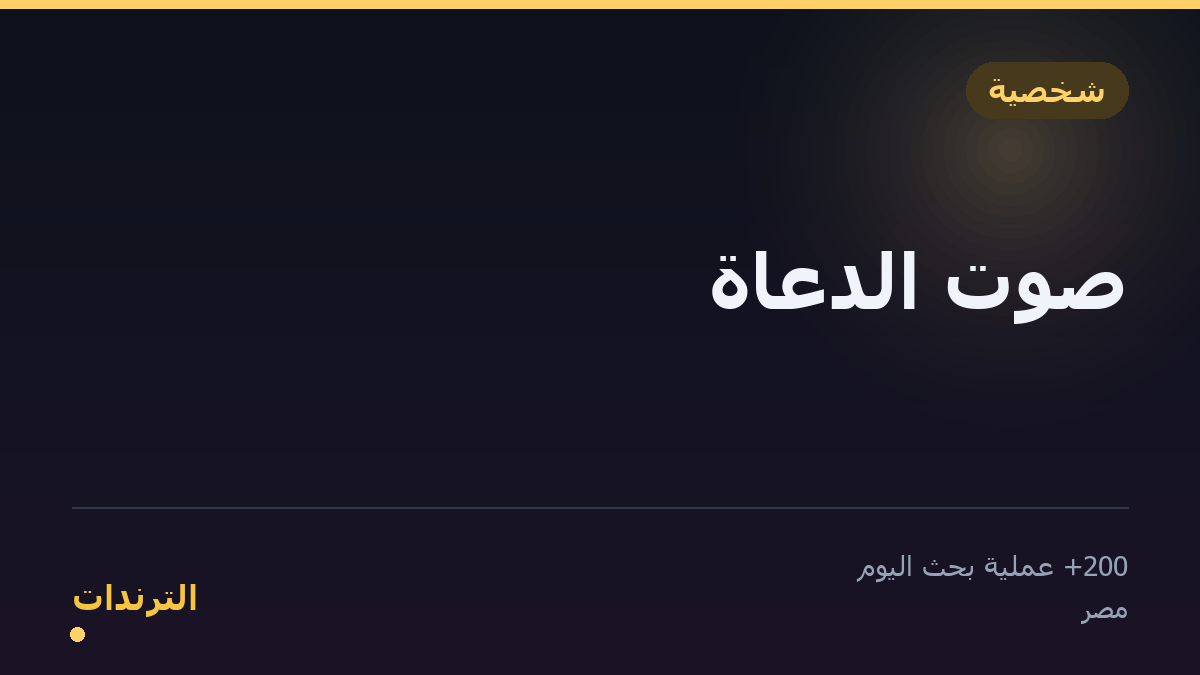 شخصية
صوت الدعاة
200+ عملية بحث اليوم
مصر
الترندات